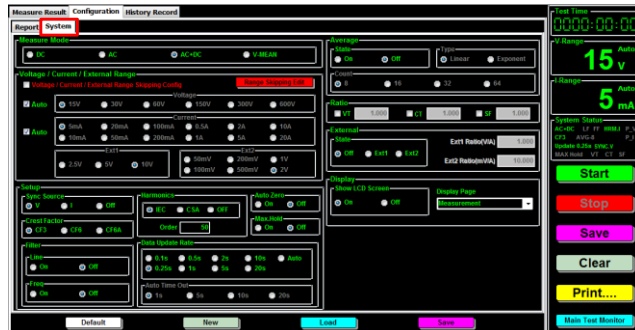 Measure Result Configuration History Record
Report System
Measure Mode
DC AC AC+DC V-MEAN
Voltage / Current / External Range
Voltage / Current / External Range Skipping Config
Range Skipping Edit
Voltage
Auto 15V 30V 60V 150V 300V 600V
Current
Auto 5mA 20mA 100mA 0.5A 2A 10A
10mA 50mA 200mA 1A 5A 20A
Ext1
2.5V 5V 10V
Ext2
50mV 200mV 1V
100mV 500mV 2V
Setup
Sync Source
V I Off
Crest Factor
CF3 CF6 CF6A
Filter
Line
On Off
Freq
On Off
Harmonics
IEC CSA OFF
Order 50
Auto Zero
On Off
Max.Hold
On Off
Data Update Rate
0.1s 0.5s 2s 10s Auto
0.25s 1s 5s 20s
Auto Time Out
1s 5s 10s 20s
Average
State
On Off
Type
Linear Exponent
Count
8 16 32 64
Ratio
VT 1.000 CT 1.000 SF 1.000
External
State
Off Ext1 Ext2
Ext1 Ratio(V/A) 1.000
Ext2 Ratio(mV/A) 10.000
Display
Show LCD Screen
On Off
Display Page
Measurement
Default New Load Save
Test Time
0000:00:00
V.Range
15 V Auto
I.Range
5 mA Auto
System Status
AC+DC LF FF HRM.I P_V
CF3 AVG-8 P_I
Update 0.25s SYNC V
MAX Hold VT CT SF
Start
Stop
Save
Clear
Print....
Main Test Monitor